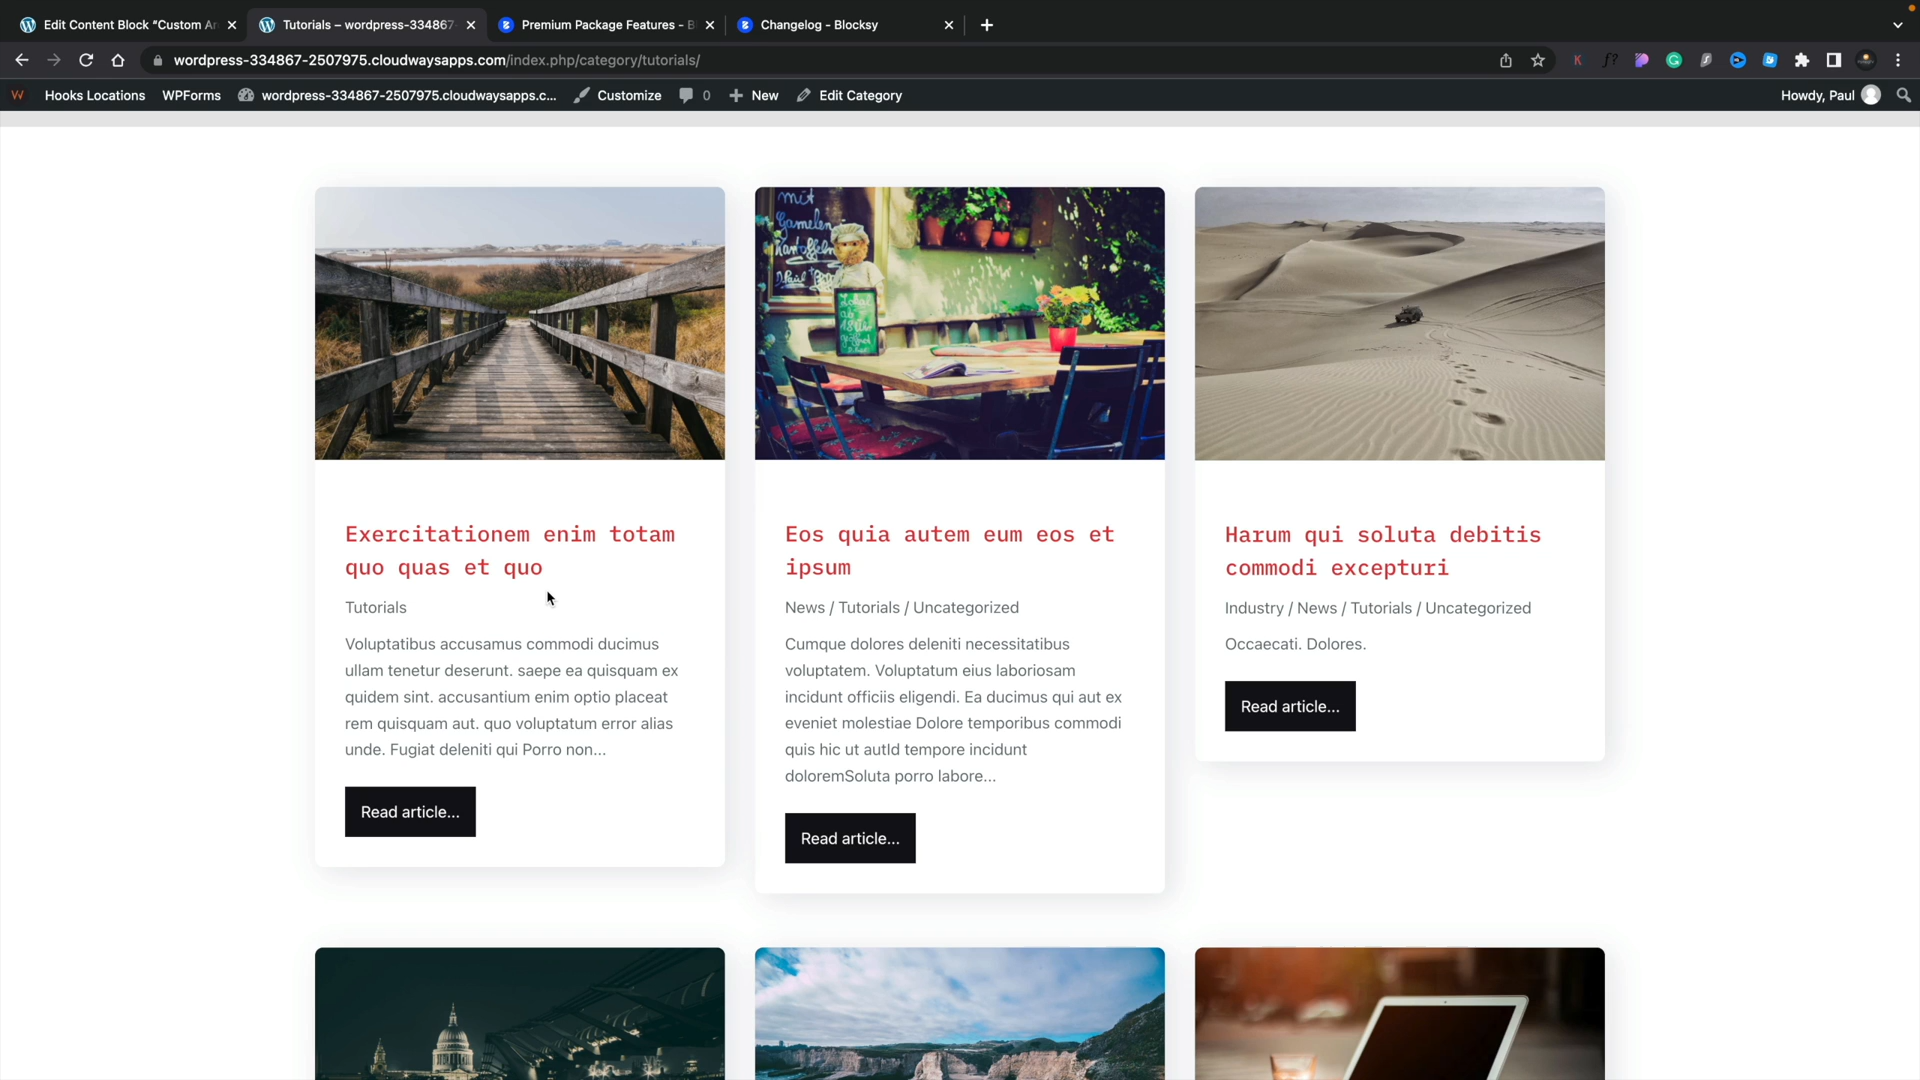 Edit Content Block “Custom Ar
Tutorials – wordpress-334867-
Premium Package Features - B
Changelog - Blocksy
wordpress-334867-2507975.cloudwaysapps.com/index.php/category/tutorials/
Hooks Locations
WPForms
wordpress-334867-2507975.cloudwaysapps.c...
Customize
0
New
Edit Category
Howdy, Paul
mit
Gamelen
Kartoffeln
Exercitationem enim totam
quo quas et quo
Tutorials
Voluptatibus accusamus commodi ducimus
ullam tenetur deserunt. saepe ea quisquam ex
quidem sint. accusantium enim optio placeat
rem quisquam aut. quo voluptatum error alias
unde. Fugiat deleniti qui Porro non...
Read article...
Eos quia autem eum eos et
ipsum
News / Tutorials / Uncategorized
Cumque dolores deleniti necessitatibus
voluptatem. Voluptatum eius laboriosam
incidunt officiis eligendi. Ea ducimus qui aut ex
eveniet molestiae Dolore temporibus commodi
quis hic ut autId tempore incidunt
doloremSoluta porro labore...
Read article...
Harum qui soluta debitis
commodi excepturi
Industry / News / Tutorials / Uncategorized
Occaecati. Dolores.
Read article...